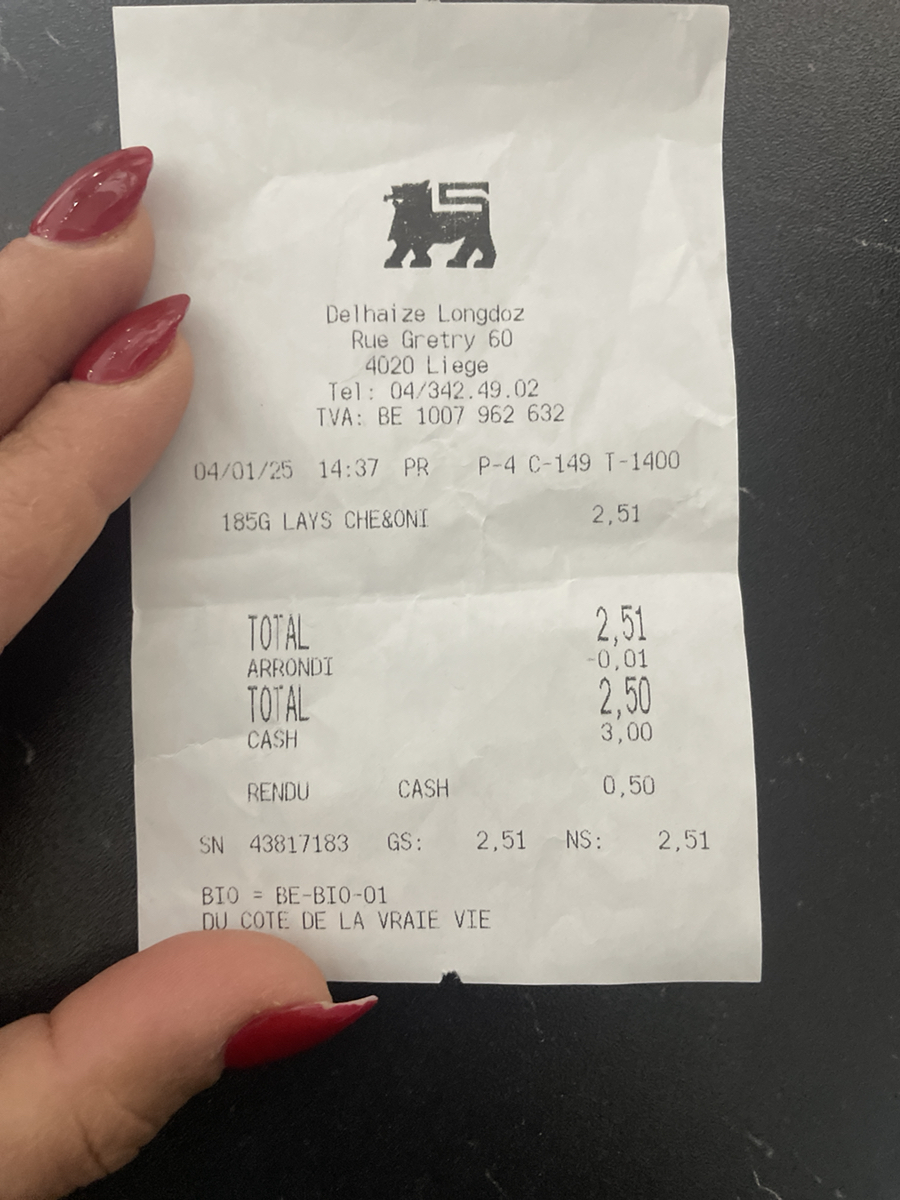 Delhaize Longdoz
Rue Gretry 60
4020 Liege
Tel: 04/342.49.02
TVA: BE 1007 962 632
04/01/25 14:37 PR P-4 C-149 T-1400
185G LAYS CHE&ONI 2,51
TOTAL 2,51
ARRONDI -0,01
TOTAL 2,50
CASH 3,00
RENDU CASH 0,50
SN 43817183 GS: 2,51 NS: 2,51
BIO = BE-BIO-01
DU COTE DE LA VRAIE VIE